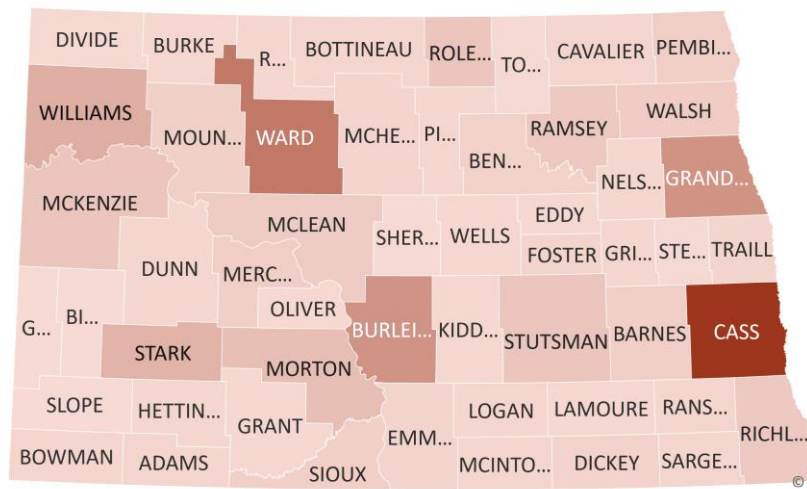 DIVIDE
BURKE
R...
BOTTINEAU
ROLE...
TO...
CAVALIER
PEMBI...
WILLIAMS
MOUN...
WARD
MCHE...
PI...
BEN...
RAMSEY
WALSH
MCKENZIE
NELS...
GRAND...
MCLEAN
SHER...
WELLS
EDDY
FOSTER
GRI...
STE...
TRAILL
DUNN
MERC...
OLIVER
G...
BI...
STARK
MORTON
BURLEI...
KIDD...
STUTSMAN
BARNES
CASS
SLOPE
HETTIN...
GRANT
EMM...
LOGAN
LAMOURE
RANS...
RICHL...
BOWMAN
ADAMS
SIOUX
MCINTO...
DICKEY
SARGE...
©